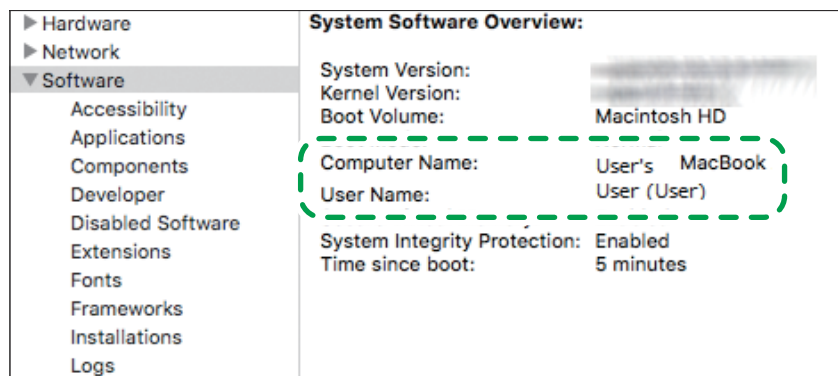 Hardware
Network
Software
Accessibility
Applications
Components
Developer
Disabled Software
Extensions
Fonts
Frameworks
Installations
Logs
System Software Overview:
System Version:
Kernel Version:
Boot Volume: Macintosh HD
Computer Name: User's MacBook
User Name: User (User)
System Integrity Protection: Enabled
Time since boot: 5 minutes